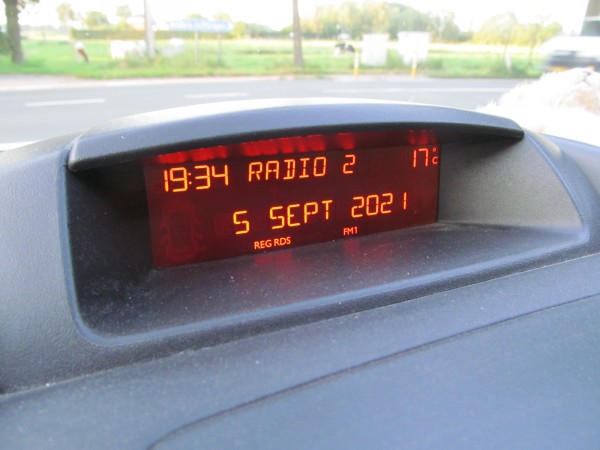 19:34 RADIO 2 17°C
5 SEPT 2021
REG RDS FM1